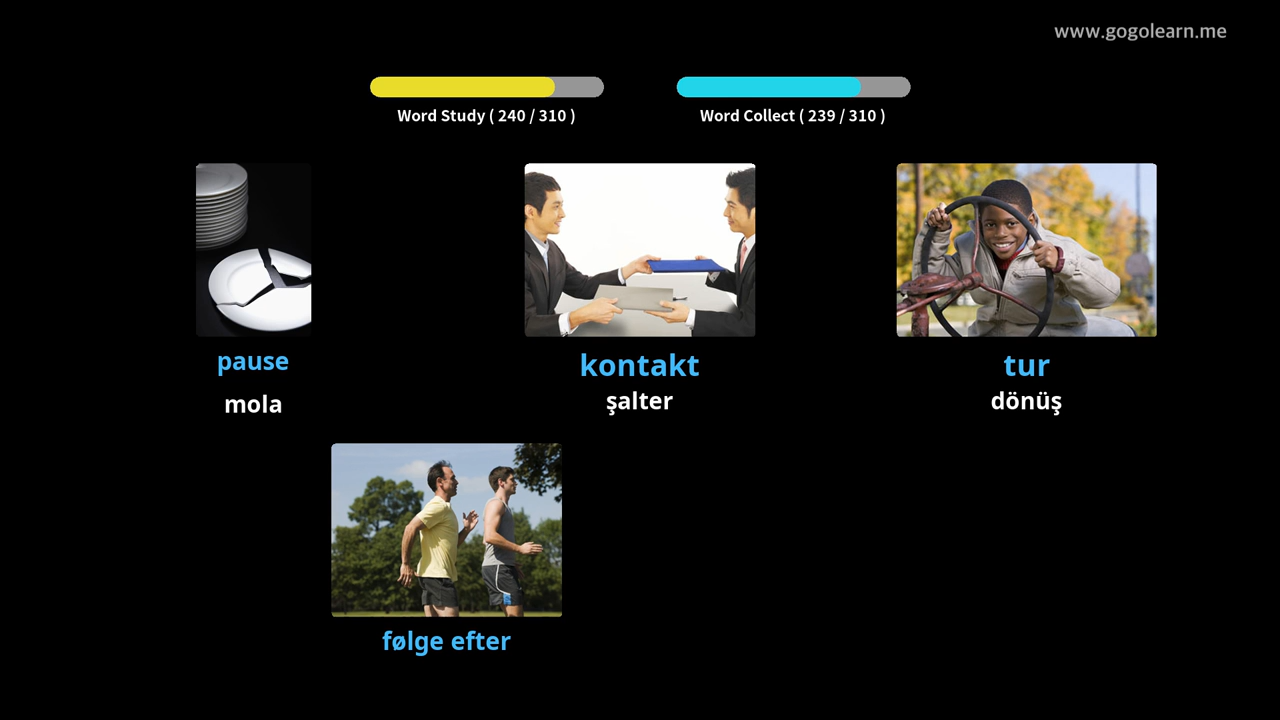 www.gogolearn.me
Word Study ( 240 / 310 )
Word Collect ( 239 / 310 )
pause
mola
kontakt
şalter
tur
dönüş
følge efter